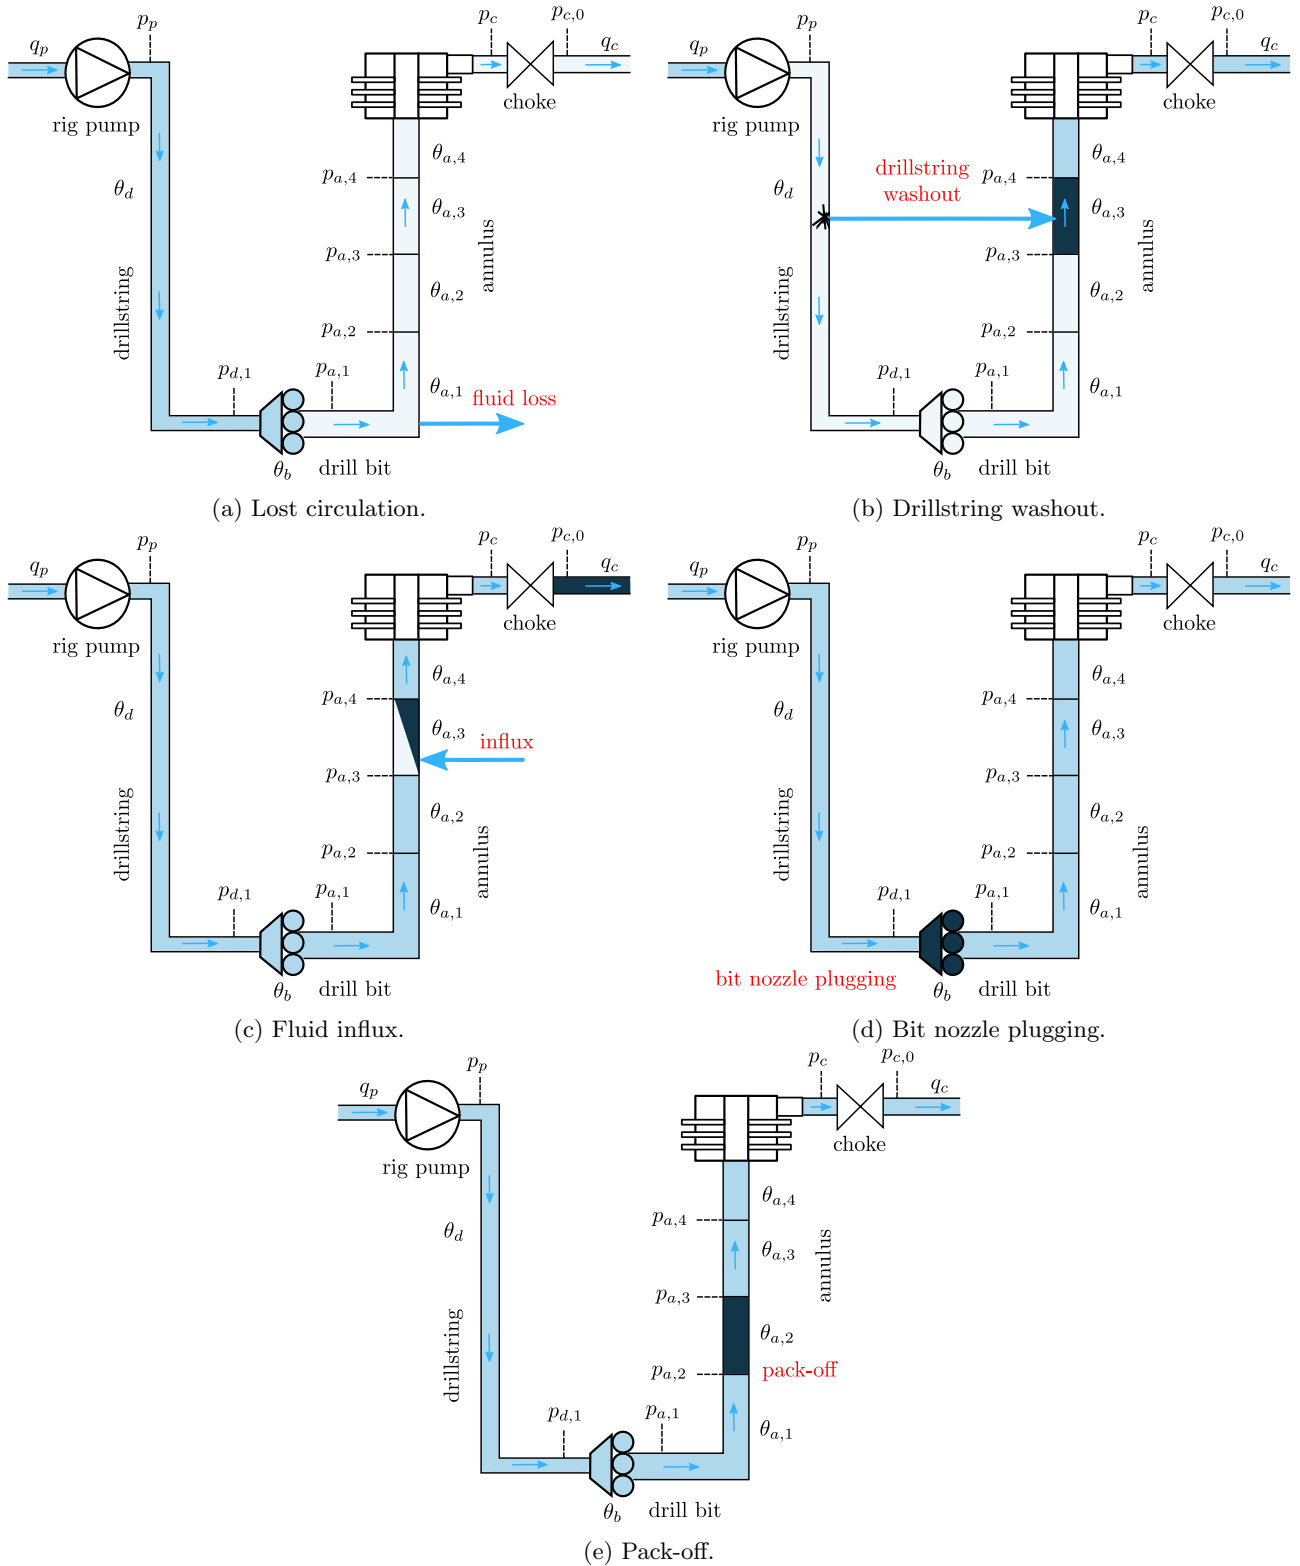 p_p
p_c
p_{c,0}
q_p
q_c
rig pump
choke
θ_{a,4}
p_{a,4}
θ_d
θ_{a,3}
annulus
p_{a,3}
θ_{a,2}
drillstring
p_{a,2}
p_{d,1}
p_{a,1}
θ_{a,1}
fluid loss
θ_b
drill bit
(a) Lost circulation.
p_p
p_c
p_{c,0}
q_p
q_c
rig pump
choke
θ_{a,4}
drillstring
washout
p_{a,4}
θ_d
θ_{a,3}
annulus
p_{a,3}
θ_{a,2}
drillstring
p_{a,2}
p_{d,1}
p_{a,1}
θ_{a,1}
θ_b
drill bit
(b) Drillstring washout.
p_p
p_c
p_{c,0}
q_p
q_c
rig pump
choke
θ_{a,4}
p_{a,4}
θ_d
θ_{a,3}
influx
p_{a,3}
θ_{a,2}
drillstring
annulus
p_{a,2}
p_{d,1}
p_{a,1}
θ_{a,1}
θ_b
drill bit
(c) Fluid influx.
p_p
p_c
p_{c,0}
q_p
q_c
rig pump
choke
θ_{a,4}
p_{a,4}
θ_d
θ_{a,3}
p_{a,3}
θ_{a,2}
drillstring
annulus
p_{a,2}
p_{d,1}
p_{a,1}
θ_{a,1}
bit nozzle plugging
θ_b
drill bit
(d) Bit nozzle plugging.
p_p
p_c
p_{c,0}
q_p
q_c
rig pump
choke
θ_{a,4}
p_{a,4}
θ_d
θ_{a,3}
annulus
p_{a,3}
θ_{a,2}
drillstring
p_{a,2}
pack-off
p_{d,1}
p_{a,1}
θ_{a,1}
θ_b
drill bit
(e) Pack-off.